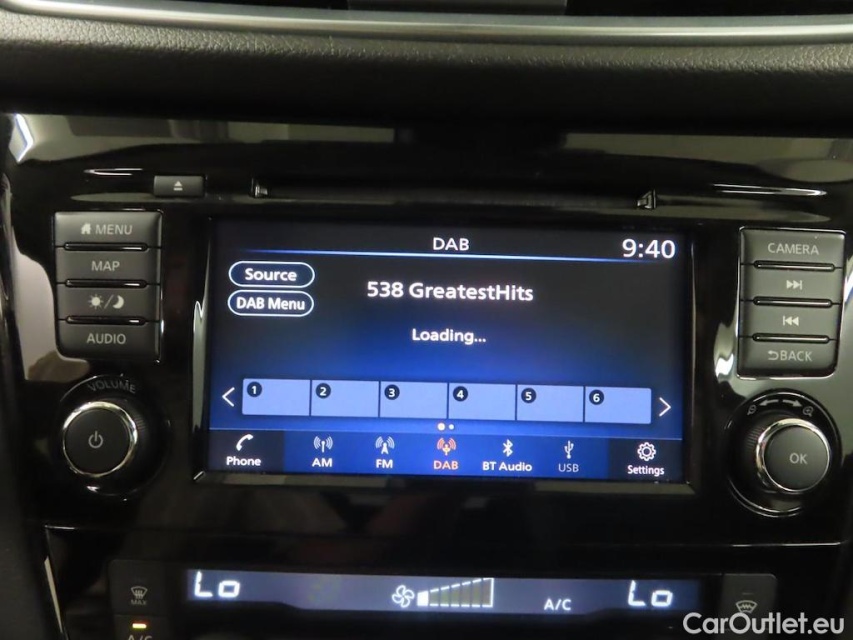 MENU
MAP
AUDIO
VOLUME
DAB
9:40
Source
DAB Menu
538 GreatestHits
Loading...
1 2 3 4 5 6
Phone AM FM DAB BT Audio USB Settings
CAMERA
BACK
OK
MAX
A/C
Lo
A/C
Lo
CarOutlet.eu